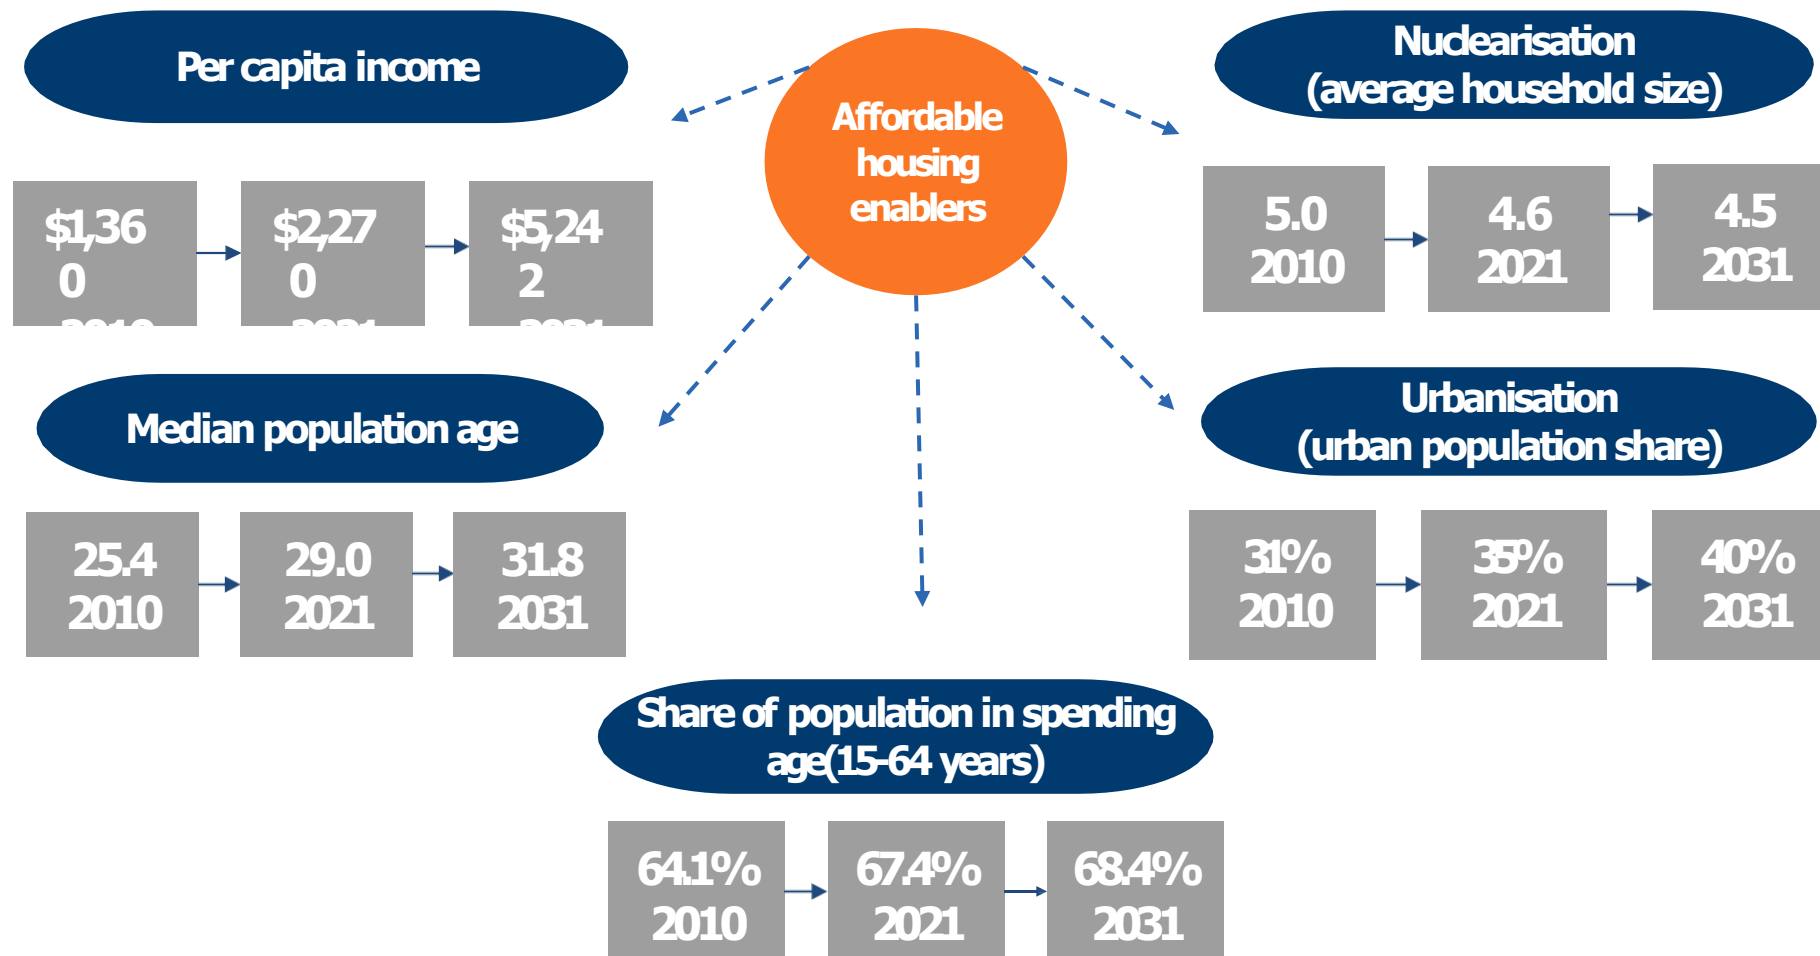 Per capita income
$1,36
0
$2,27
0
$5,24
2
Affordable
housing
enablers
Nuclearisation
(average household size)
5.0
2010
4.6
2021
4.5
2031
Median population age
25.4
2010
29.0
2021
31.8
2031
Urbanisation
(urban population share)
31%
2010
35%
2021
40%
2031
Share of population in spending
age(15-64 years)
64.1%
2010
67.4%
2021
68.4%
2031